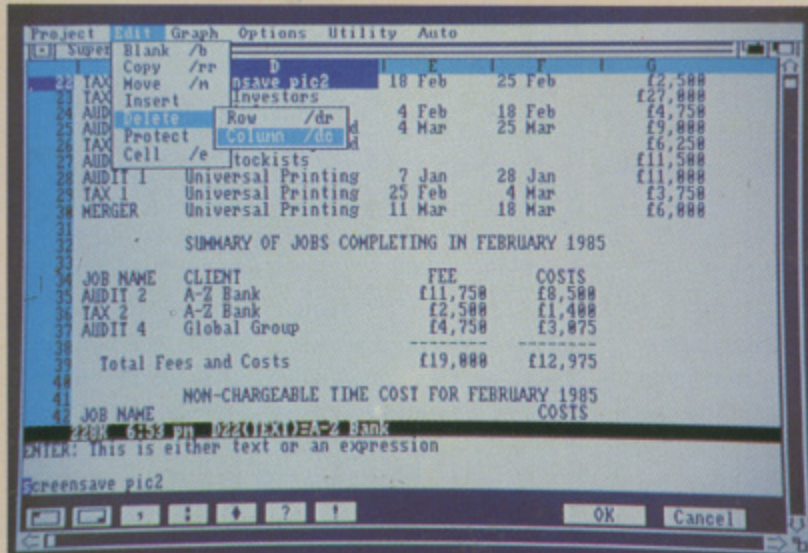 Project Edit Graph Options Utility Auto
Super
Blank /b
Copy /rr
Move /m
Insert
Delete
Protect
Cell /e
Row /dr
Column /dc
D E F G
22 TAX nsave pic2 18 Feb 25 Feb £2,500
23 TAX Investors £27,000
24 AUD 4 Feb 18 Feb £4,750
25 AUD d 4 Mar 25 Mar £9,000
26 TAX d £6,250
27 AUD tockists £11,500
28 AUDIT 1 Universal Printing 7 Jan 28 Jan £11,000
29 TAX 1 Universal Printing 25 Feb 4 Mar £3,750
30 MERGER Universal Printing 11 Mar 18 Mar £6,000
31
32 SUMMARY OF JOBS COMPLETING IN FEBRUARY 1985
33
34 JOB NAME CLIENT FEE COSTS
35 AUDIT 2 A-Z Bank £11,750 £8,500
36 TAX 2 A-Z Bank £2,500 £1,400
37 AUDIT 4 Global Group £4,750 £3,075
38 -------- --------
39 Total Fees and Costs £19,000 £12,975
40
41 NON-CHARGEABLE TIME COST FOR FEBRUARY 1985
42 JOB NAME COSTS
220K 6:53 pm D22(TEXT)=A-Z Bank
ENTER: This is either text or an expression
Screensave pic2
, : ♦ ? ! OK Cancel